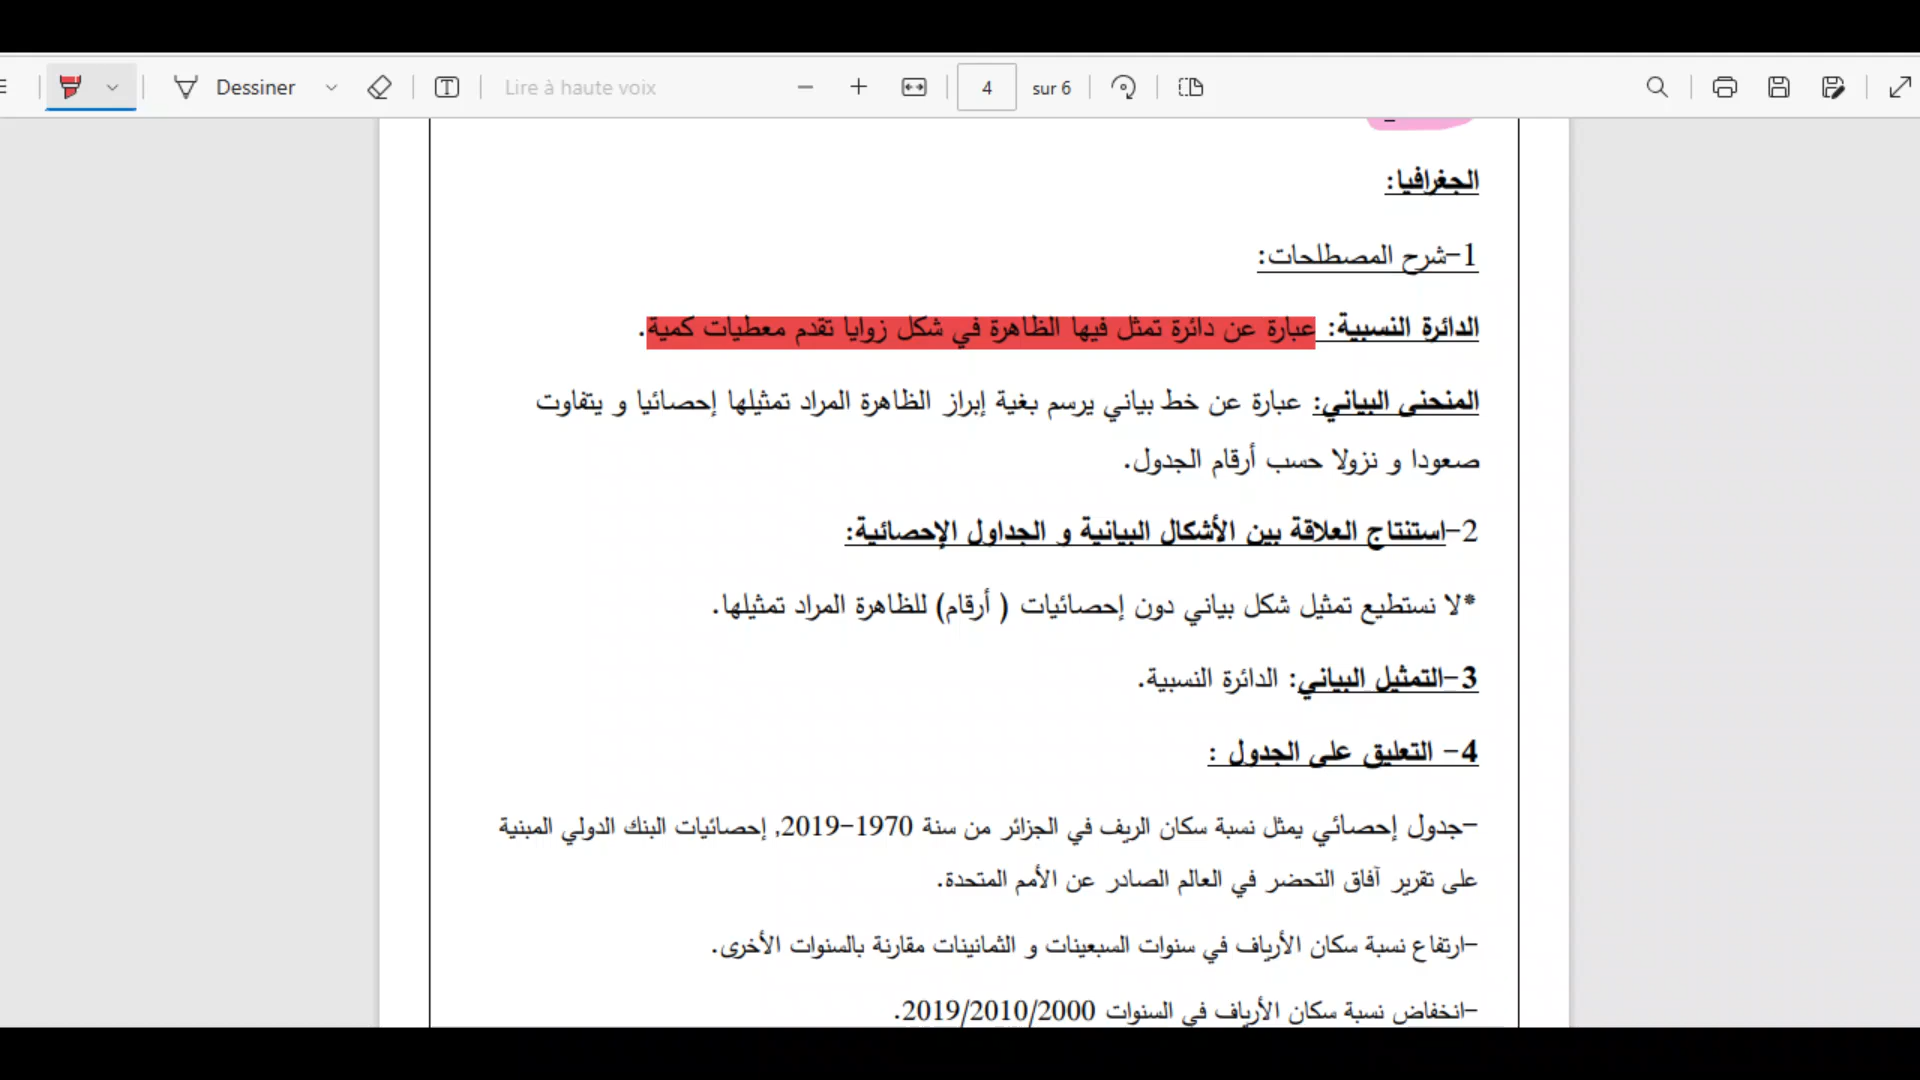 Dessiner
Lire à haute voix
4
sur 6
الجغرافيا:
1-شرح المصطلحات:
الدائرة النسبية: عبارة عن دائرة تمثل فيها الظاهرة في شكل زوايا تقدم معطيات كمية.
المنحنى البياني: عبارة عن خط بياني يرسم بغية إبراز الظاهرة المراد تمثيلها إحصائيا و يتفاوت
صعودا و نزولا حسب أرقام الجدول.
2-استنتاج العلاقة بين الأشكال البيانية و الجداول الإحصائية:
*لا نستطيع تمثيل شكل بياني دون إحصائيات ( أرقام) للظاهرة المراد تمثيلها.
3-التمثيل البياني: الدائرة النسبية.
4- التعليق على الجدول :
-جدول إحصائي يمثل نسبة سكان الريف في الجزائر من سنة 1970-2019, إحصائيات البنك الدولي المبنية
على تقرير آفاق التحضر في العالم الصادر عن الأمم المتحدة.
-ارتفاع نسبة سكان الأرياف في سنوات السبعينات و الثمانينات مقارنة بالسنوات الأخرى.
-انخفاض نسبة سكان الأرياف في السنوات 2019/2010/2000.